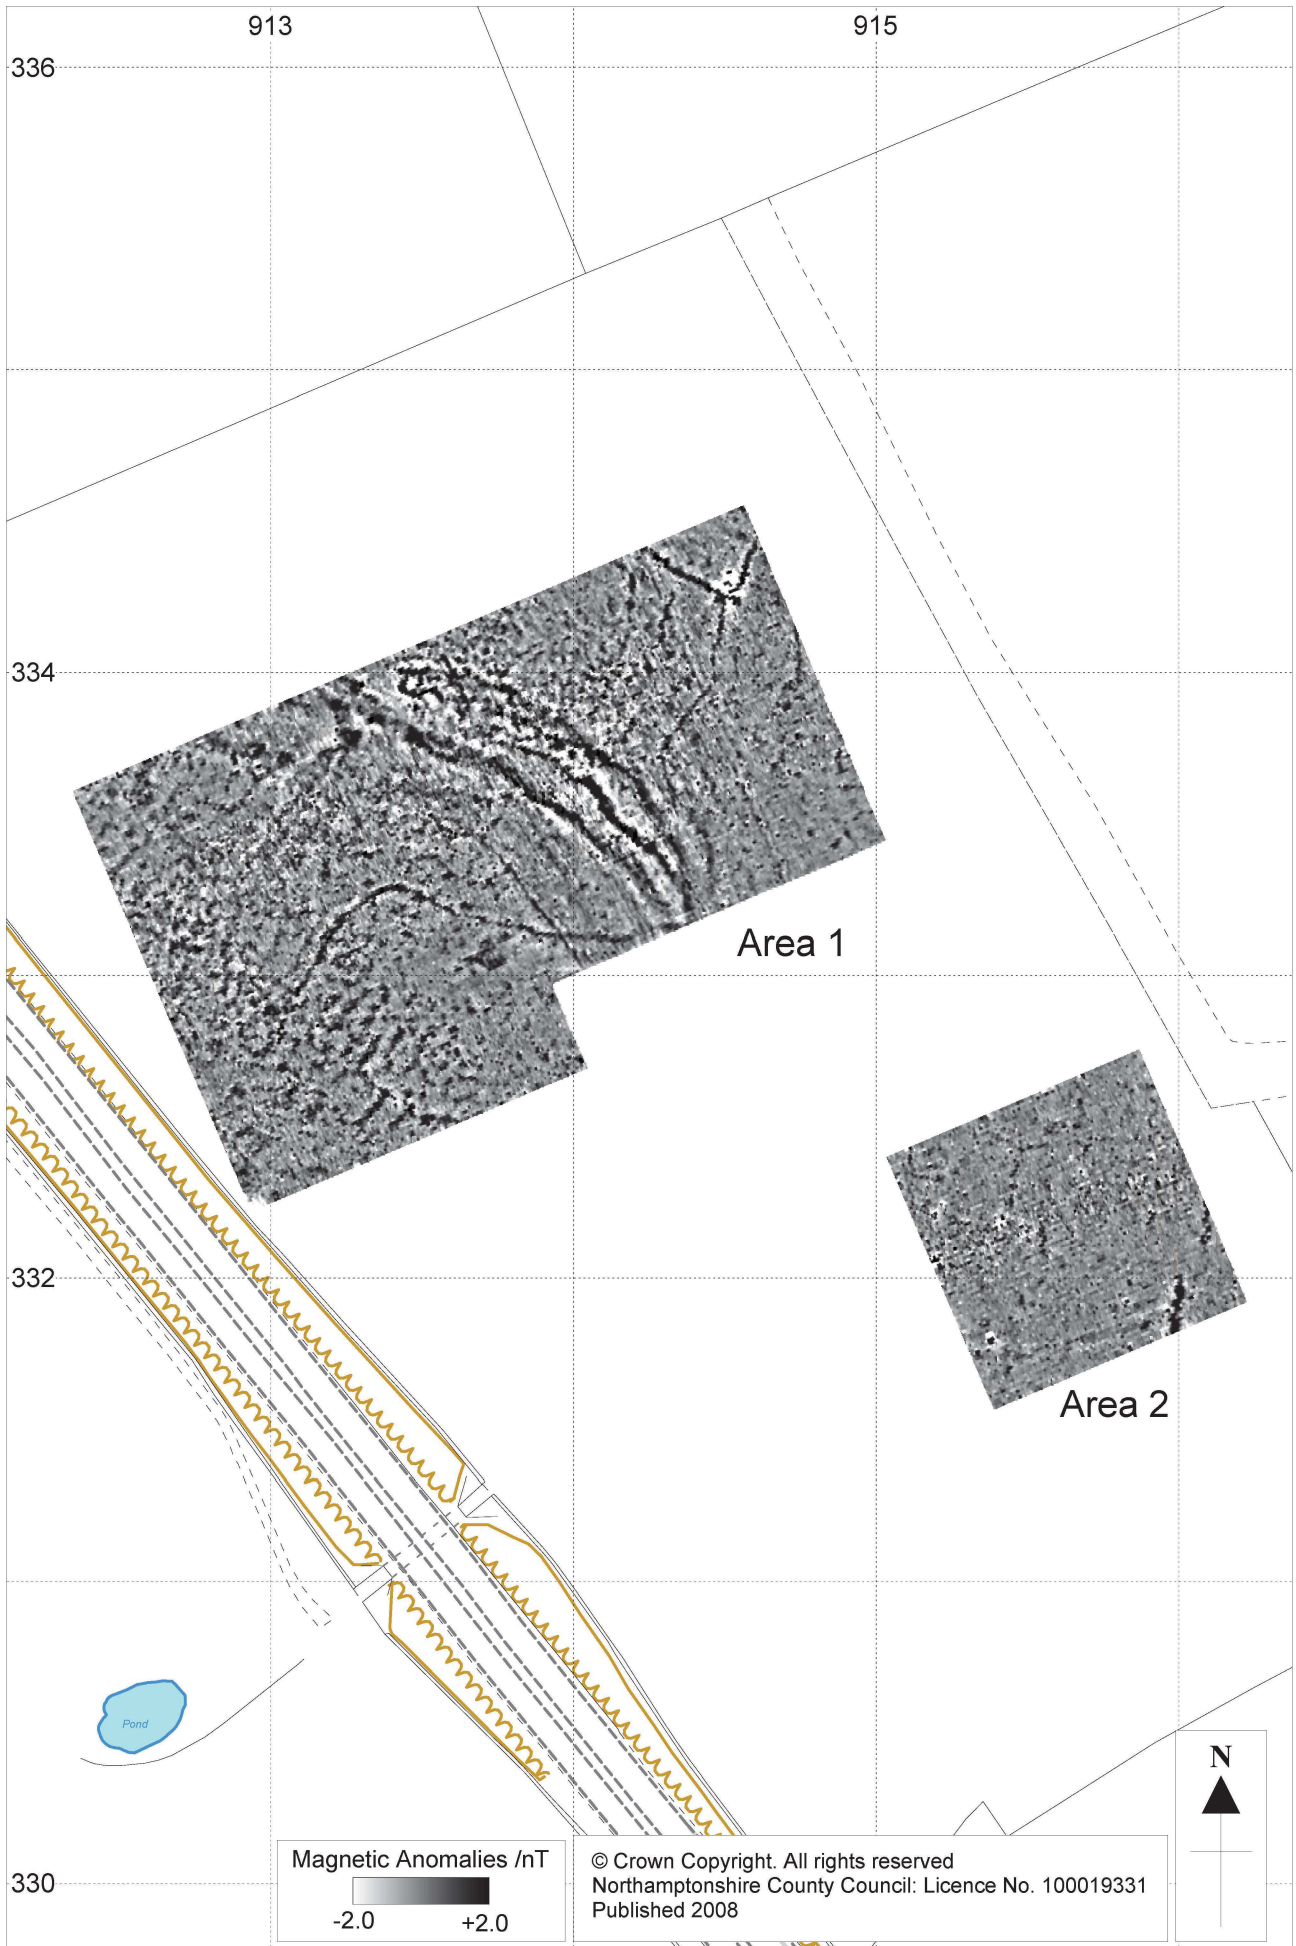 913
915
336
334
Area 1
332
Area 2
Pond
N
Magnetic Anomalies /nT
-2.0
+2.0
© Crown Copyright. All rights reserved
Northamptonshire County Council: Licence No. 100019331
Published 2008
330